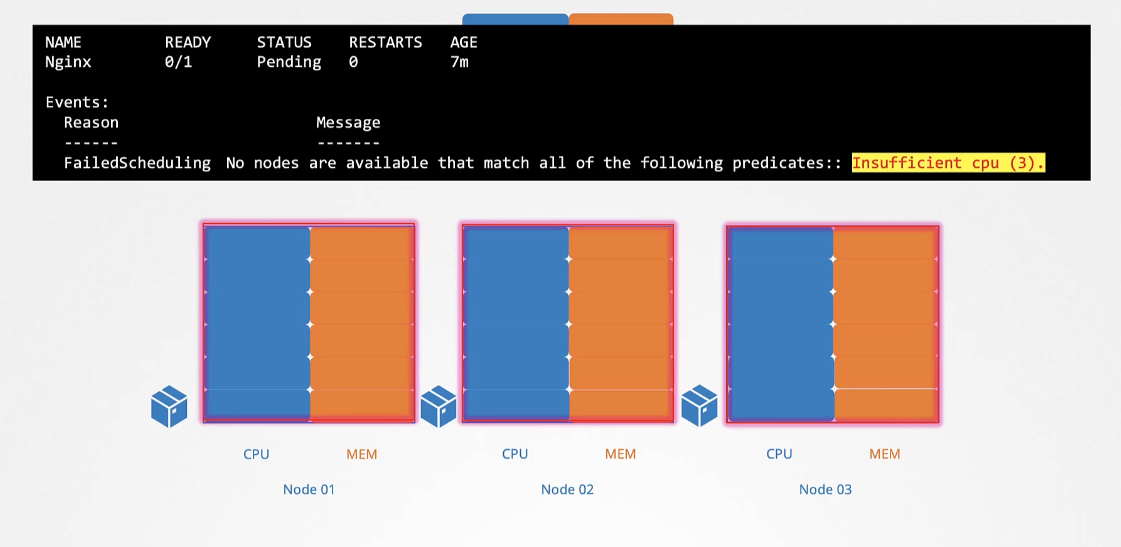 NAME READY STATUS RESTARTS AGE
Nginx 0/1 Pending 0 7m
Events:
Reason Message
------ -------
FailedScheduling No nodes are available that match all of the following predicates:: Insufficient cpu (3).
CPU MEM CPU MEM CPU MEM
Node 01 Node 02 Node 03